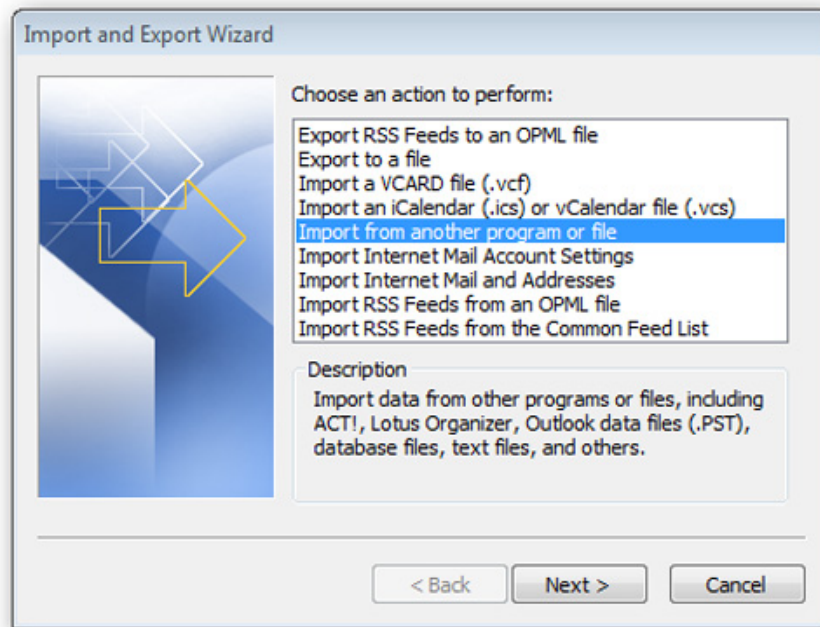 Import and Export Wizard
Choose an action to perform:
Export RSS Feeds to an OPML file
Export to a file
Import a VCARD file (.vcf)
Import an iCalendar (.ics) or vCalendar file (.vcs)
Import from another program or file
Import Internet Mail Account Settings
Import Internet Mail and Addresses
Import RSS Feeds from an OPML file
Import RSS Feeds from the Common Feed List
Description
Import data from other programs or files, including
ACT!, Lotus Organizer, Outlook data files (.PST),
database files, text files, and others.
< Back Next > Cancel